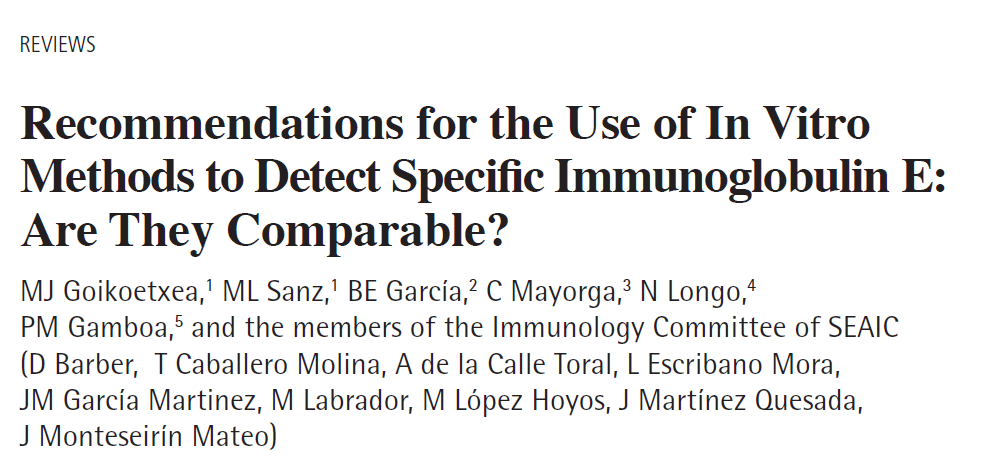 REVIEWS
Recommendations for the Use of In Vitro
Methods to Detect Specific Immunoglobulin E:
Are They Comparable?
MJ Goikoetxea,¹ ML Sanz,¹ BE García,² C Mayorga,³ N Longo,⁴
PM Gamboa,⁵ and the members of the Immunology Committee of SEAIC
(D Barber, T Caballero Molina, A de la Calle Toral, L Escribano Mora,
JM García Martinez, M Labrador, M López Hoyos, J Martínez Quesada,
J Monteseirín Mateo)